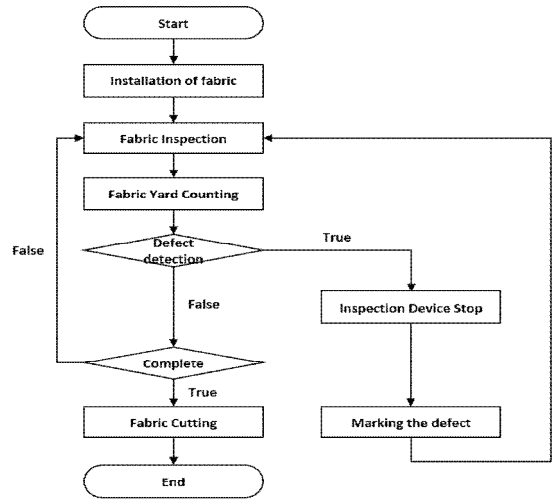 Start
Installation of fabric
Fabric Inspection
Fabric Yard Counting
Defect
detection
True
False
False
Inspection Device Stop
Complete
True
Fabric Cutting
Marking the defect
End